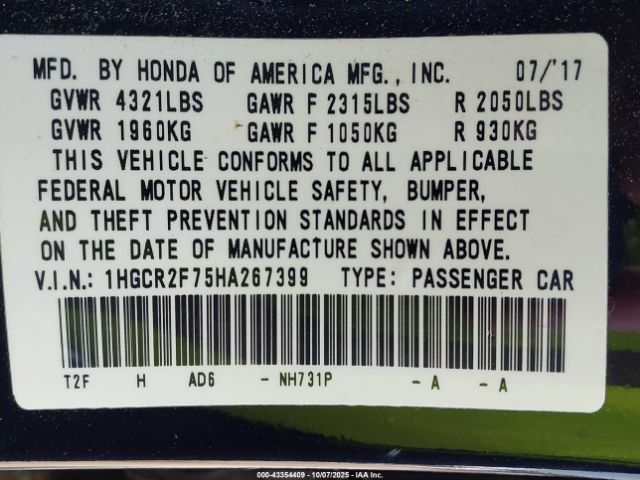 MFD. BY HONDA OF AMERICA MFG., INC. 07/'17
GVWR 4321LBS GAWR F 2315LBS R 2050LBS
GVWR 1960KG GAWR F 1050KG R 930KG
THIS VEHICLE CONFORMS TO ALL APPLICABLE
FEDERAL MOTOR VEHICLE SAFETY, BUMPER,
AND THEFT PREVENTION STANDARDS IN EFFECT
ON THE DATE OF MANUFACTURE SHOWN ABOVE.
V.I.N.: 1HGCR2F75HA267399 TYPE: PASSENGER CAR
T2F H AD6 - NH731P - A - A
000-43354409 | 10/07/2025 | IAA Inc.